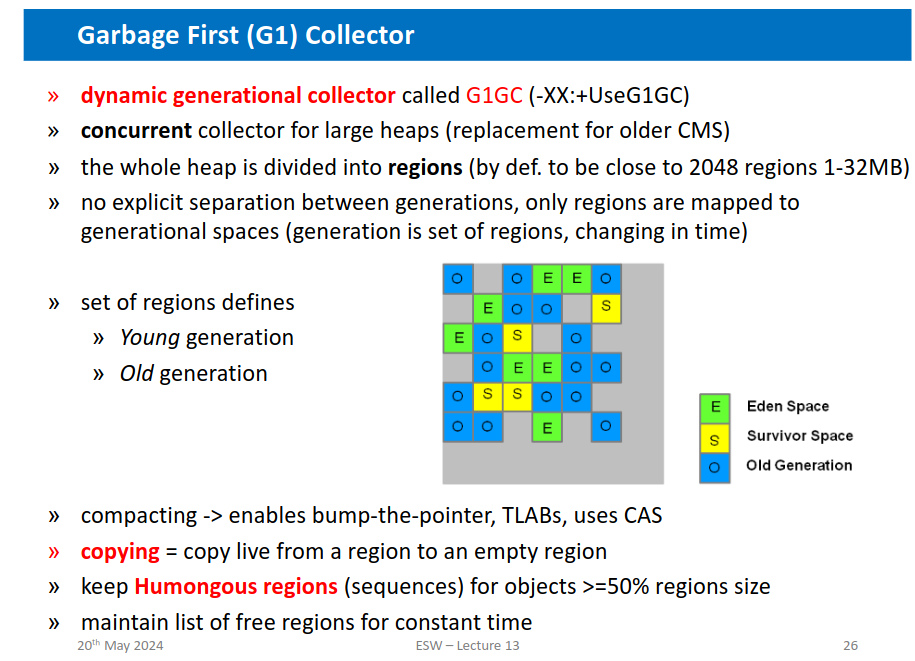 Garbage First (G1) Collector
» dynamic generational collector called G1GC (-XX:+UseG1GC)
» concurrent collector for large heaps (replacement for older CMS)
» the whole heap is divided into regions (by def. to be close to 2048 regions 1-32MB)
» no explicit separation between generations, only regions are mapped to
generational spaces (generation is set of regions, changing in time)
» set of regions defines
» Young generation
» Old generation
O O E E O
E O O S
E O S O
O E E O O
O S S O O
O O E O
E Eden Space
S Survivor Space
O Old Generation
» compacting -> enables bump-the-pointer, TLABs, uses CAS
» copying = copy live from a region to an empty region
» keep Humongous regions (sequences) for objects >=50% regions size
» maintain list of free regions for constant time
20th May 2024 ESW – Lecture 13 26